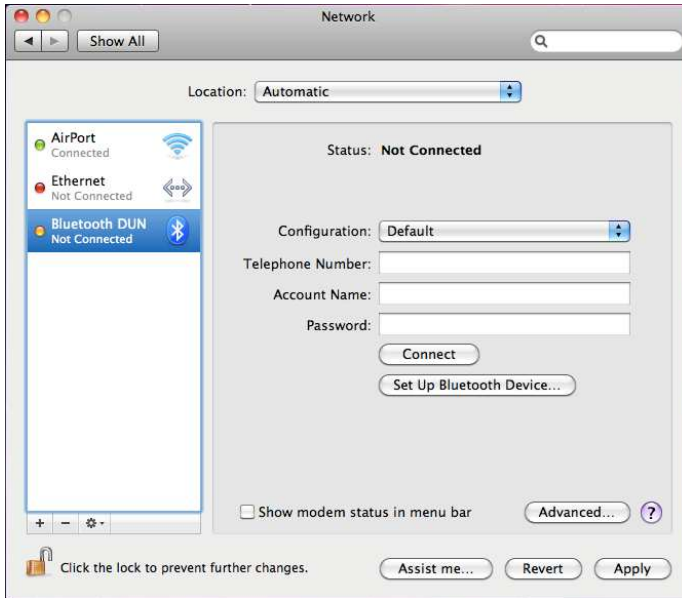 Network
Show All
Location: Automatic
AirPort
Connected
Ethernet
Not Connected
Bluetooth DUN
Not Connected
Status: Not Connected
Configuration: Default
Telephone Number:
Account Name:
Password:
Connect
Set Up Bluetooth Device...
+ −
Show modem status in menu bar
Advanced... ?
Click the lock to prevent further changes.
Assist me... Revert Apply